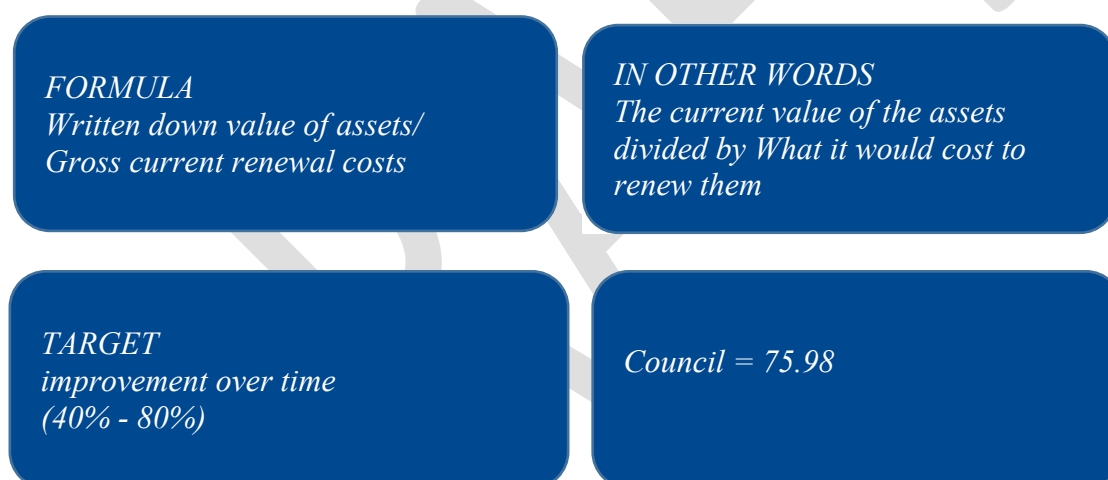 FORMULA
Written down value of assets/
Gross current renewal costs
IN OTHER WORDS
The current value of the assets
divided by What it would cost to
renew them
TARGET
improvement over time
(40% - 80%)
Council = 75.98